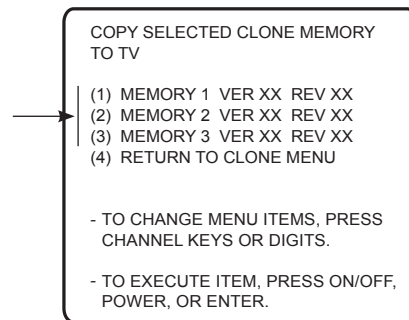 COPY SELECTED CLONE MEMORY
TO TV
(1) MEMORY 1 VER XX REV XX
(2) MEMORY 2 VER XX REV XX
(3) MEMORY 3 VER XX REV XX
(4) RETURN TO CLONE MENU
- TO CHANGE MENU ITEMS, PRESS
CHANNEL KEYS OR DIGITS.
- TO EXECUTE ITEM, PRESS ON/OFF,
POWER, OR ENTER.